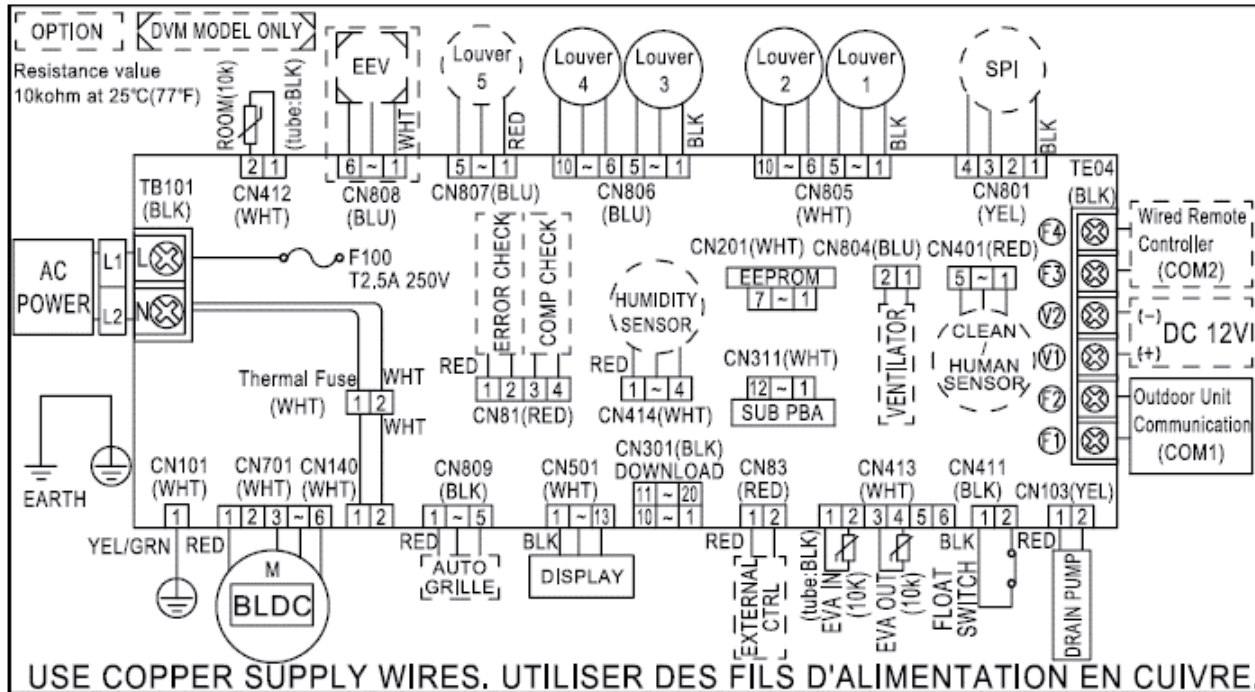 OPTION
DVM MODEL ONLY
Resistance value
10kohm at 25°C(77°F)
ROOM(10k)
(tube:BLK)
EEV
WHT
Louver
5
RED
Louver
4
Louver
3
BLK
Louver
2
Louver
1
BLK
SPI
BLK
2 1
6 ~ 1
5 ~ 1
10 ~ 6 5 ~ 1
10 ~ 6 5 ~ 1
4 3 2 1
CN412
(WHT)
CN808
(BLU)
CN807(BLU)
CN806
(BLU)
CN805
(WHT)
CN801
(YEL)
TE04
(BLK)
TB101
(BLK)
AC
POWER
L1
L2
L
N
F100
T2.5A 250V
ERROR CHECK
COMP CHECK
RED
1 2 3 4
CN81(RED)
HUMIDITY
SENSOR
RED
1 ~ 4
CN414(WHT)
CN201(WHT)
EEPROM
7 ~ 1
CN311(WHT)
12 ~ 1
SUB PBA
CN804(BLU)
2 1
VENTILATOR
CN401(RED)
5 ~ 1
CLEAN
/
HUMAN
SENSOR
F4
F3
V2
V1
F2
F1
Wired Remote
Controller
(COM2)
(-)
DC 12V
(+)
Outdoor Unit
Communication
(COM1)
Thermal Fuse
(WHT)
WHT
1 2
WHT
EARTH
CN101
(WHT)
CN701
(WHT)
CN140
(WHT)
CN809
(BLK)
CN501
(WHT)
CN301(BLK)
DOWNLOAD
11 ~ 20
10 ~ 1
CN83
(RED)
CN413
(WHT)
CN411
(BLK)
CN103(YEL)
1
1 2 3 ~ 6
1 2
1 ~ 5
1 ~ 13
1 2
1 2 3 4 5 6
1 2
1 2
YEL/GRN
RED
M
BLDC
RED
AUTO
GRILLE
BLK
DISPLAY
RED
EXTERNAL
CTRL
(tube:BLK)
EVA IN
(10K)
EVA OUT
(10k)
FLOAT
SWITCH
BLK
RED
DRAIN PUMP
USE COPPER SUPPLY WIRES. UTILISER DES FILS D'ALIMENTATION EN CUIVRE.